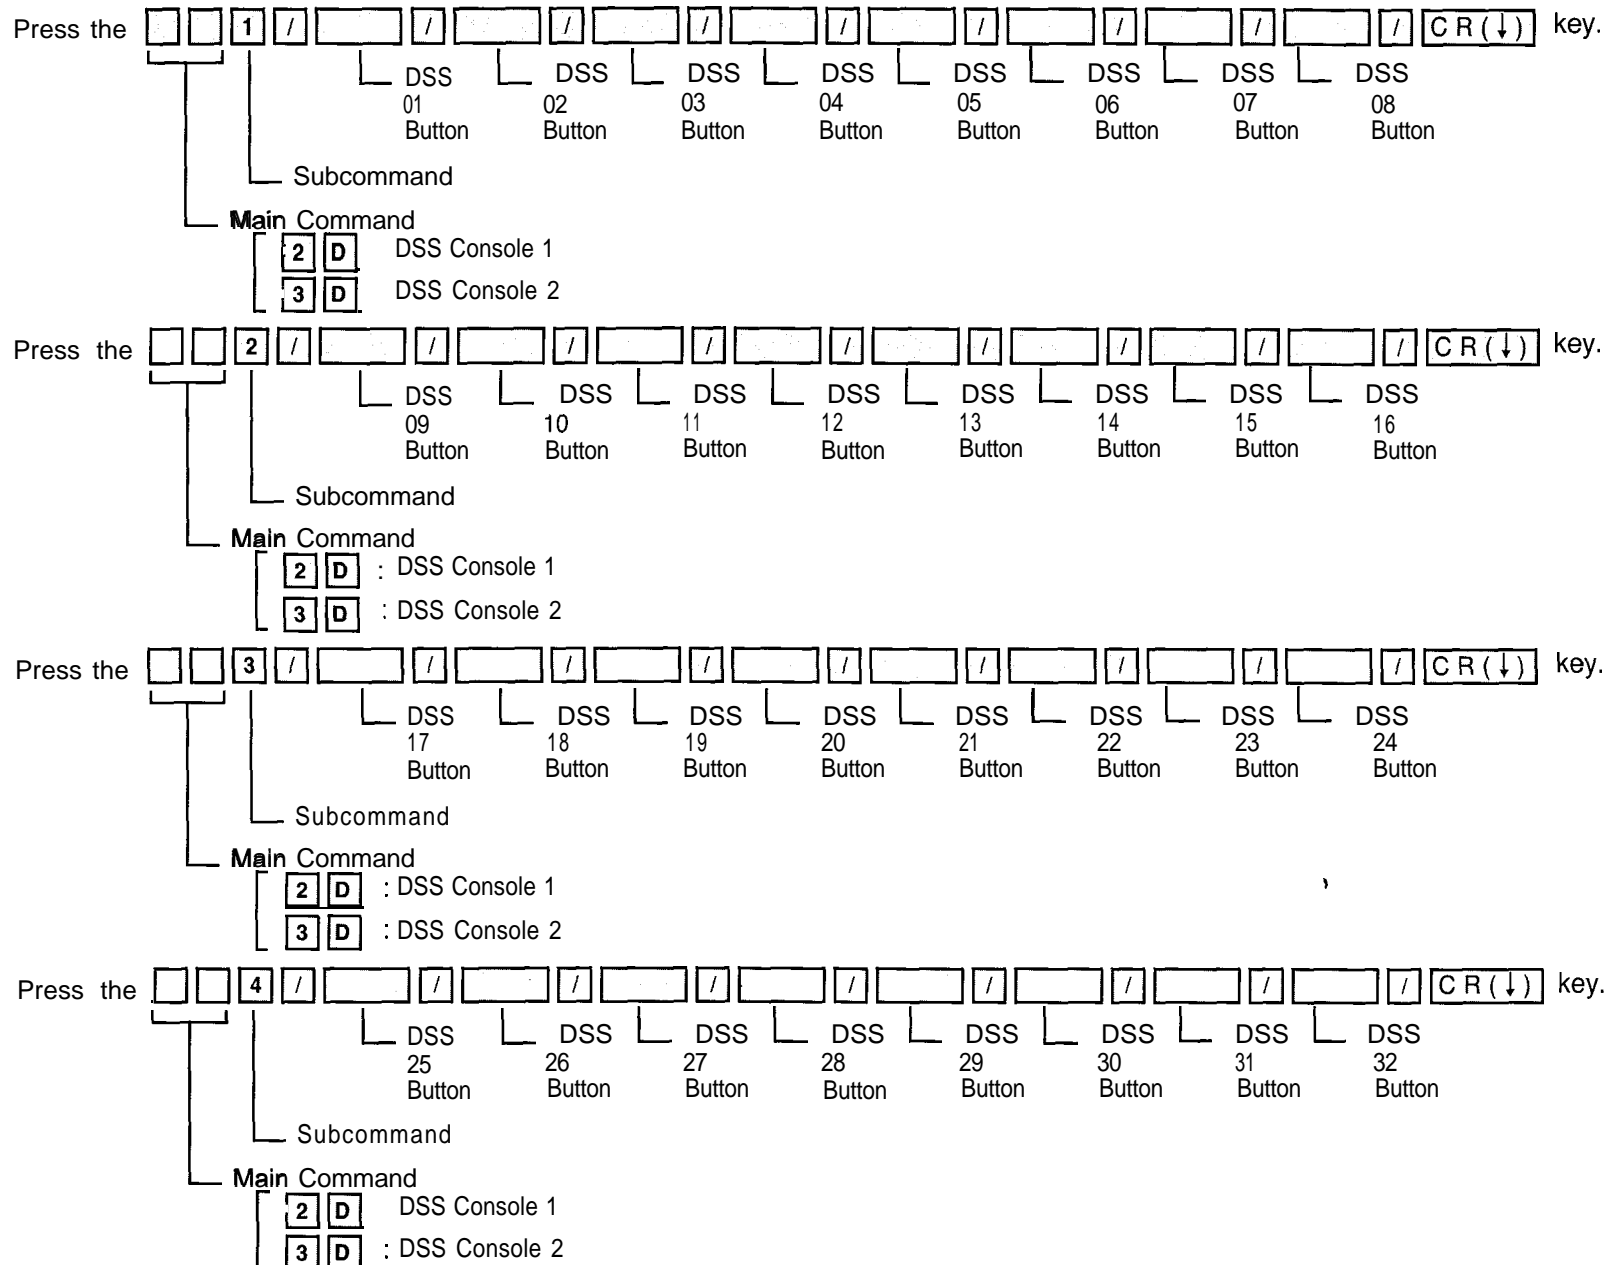 Press the 1 / / / / / / / / / CR(↓) key.
DSS DSS DSS DSS DSS DSS DSS DSS
01 02 03 04 05 06 07 08
Button Button Button Button Button Button Button Button
Subcommand
Main Command
2 D DSS Console 1
3 D DSS Console 2
Press the 2 / / / / / / / / / CR(↓) key.
DSS DSS DSS DSS DSS DSS DSS DSS
09 10 11 12 13 14 15 16
Button Button Button Button Button Button Button Button
Subcommand
Main Command
2 D : DSS Console 1
3 D : DSS Console 2
Press the 3 / / / / / / / / / CR(↓) key.
DSS DSS DSS DSS DSS DSS DSS DSS
17 18 19 20 21 22 23 24
Button Button Button Button Button Button Button Button
Subcommand
Main Command
2 D : DSS Console 1
3 D : DSS Console 2
Press the 4 / / / / / / / / / CR(↓) key.
DSS DSS DSS DSS DSS DSS DSS DSS
25 26 27 28 29 30 31 32
Button Button Button Button Button Button Button Button
Subcommand
Main Command
2 D DSS Console 1
3 D : DSS Console 2